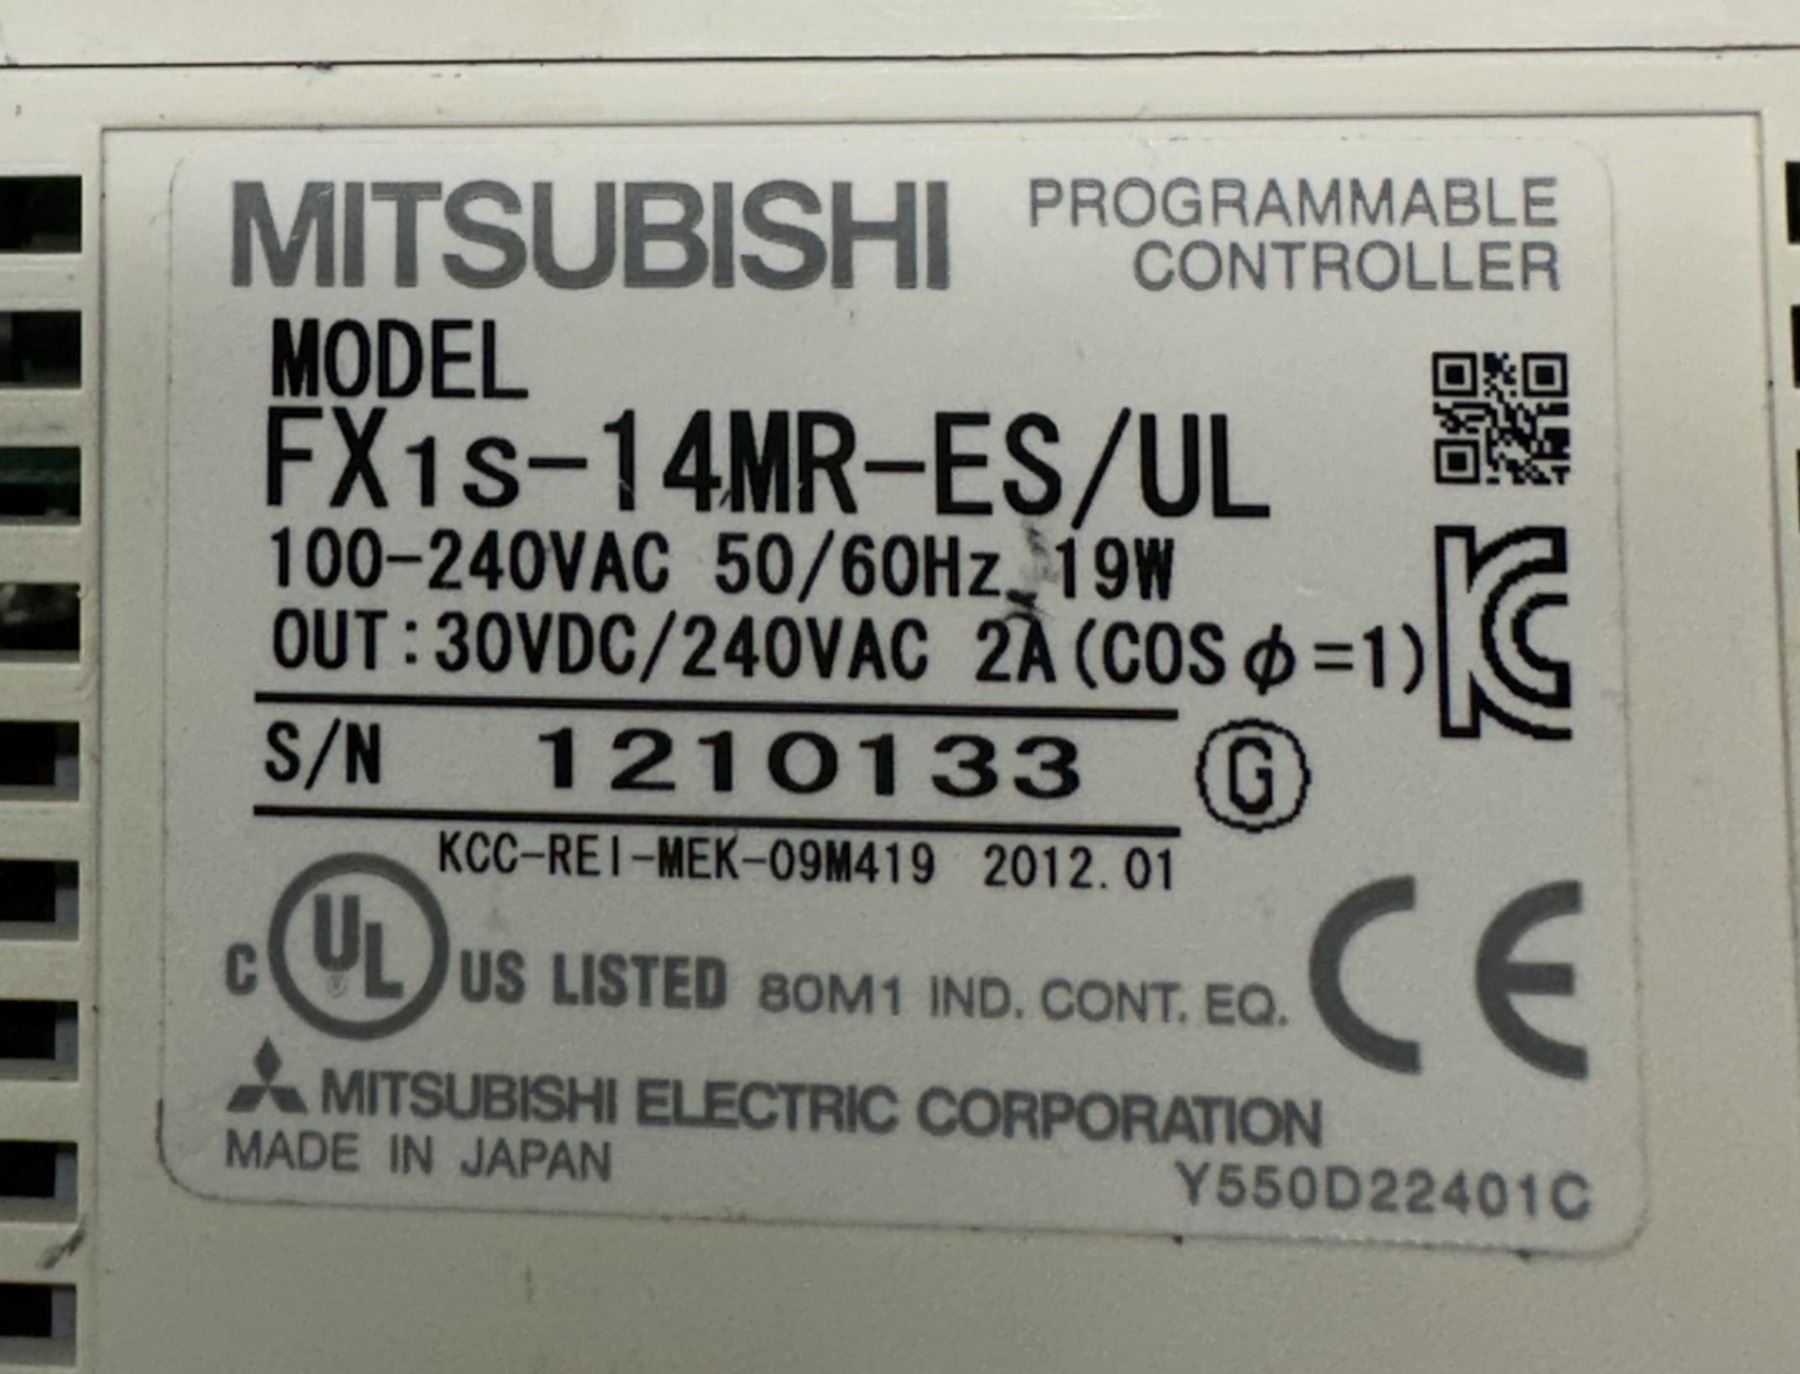 MITSUBISHI PROGRAMMABLE CONTROLLER
MODEL
FX1S-14MR-ES/UL
100-240VAC 50/60Hz 19W
OUT:30VDC/240VAC 2A(COSφ=1)
S/N 1210133 G
KCC-REI-MEK-09M419 2012.01
C UL US LISTED 80M1 IND. CONT. EQ. CE
MITSUBISHI ELECTRIC CORPORATION
MADE IN JAPAN
Y550D22401C